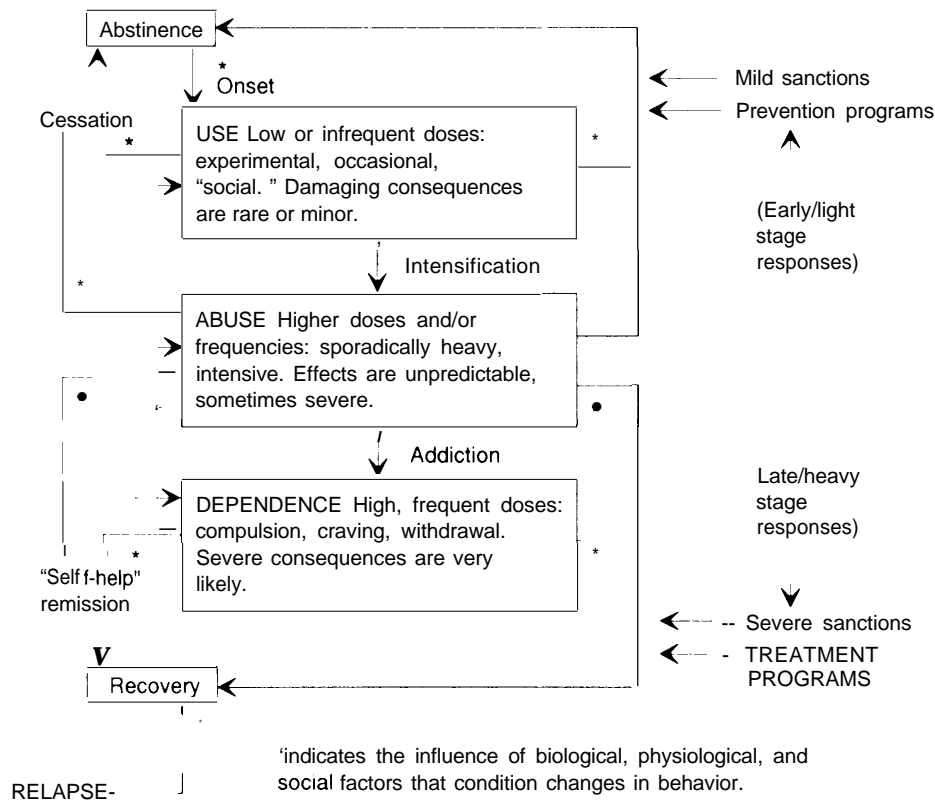 Abstinence
* Onset
Mild sanctions
Prevention programs
Cessation
USE Low or infrequent doses:
experimental, occasional,
“social. ” Damaging consequences
are rare or minor.
(Early/light
stage
responses)
Intensification
ABUSE Higher doses and/or
frequencies: sporadically heavy,
intensive. Effects are unpredictable,
sometimes severe.
Addiction
DEPENDENCE High, frequent doses:
compulsion, craving, withdrawal.
Severe consequences are very
likely.
Late/heavy
stage
responses)
“Self f-help"
remission
-- Severe sanctions
- TREATMENT
PROGRAMS
Recovery
‘indicates the influence of biological, physiological, and
social factors that condition changes in behavior.
RELAPSE-